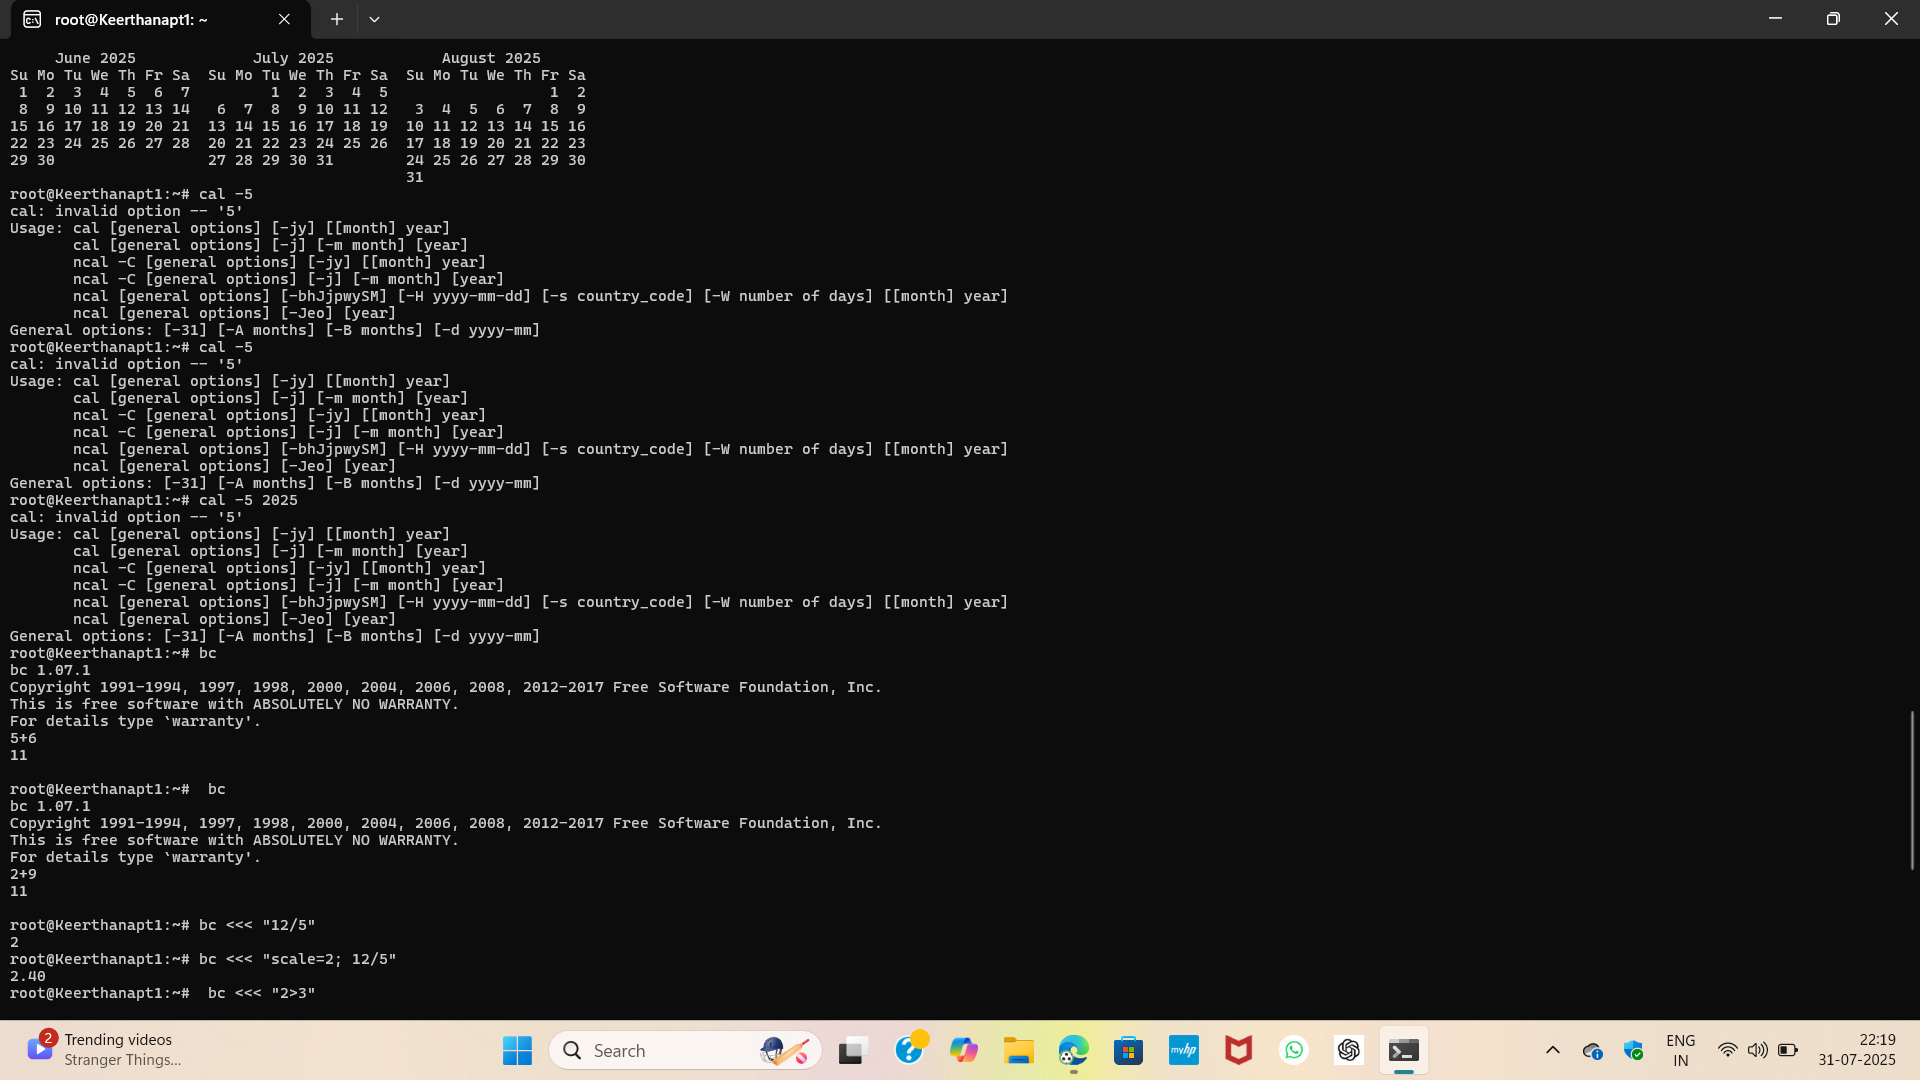 root@Keerthanapt1: ~
     June 2025             July 2025            August 2025
Su Mo Tu We Th Fr Sa  Su Mo Tu We Th Fr Sa  Su Mo Tu We Th Fr Sa
 1  2  3  4  5  6  7         1  2  3  4  5                  1  2
 8  9 10 11 12 13 14   6  7  8  9 10 11 12   3  4  5  6  7  8  9
15 16 17 18 19 20 21  13 14 15 16 17 18 19  10 11 12 13 14 15 16
22 23 24 25 26 27 28  20 21 22 23 24 25 26  17 18 19 20 21 22 23
29 30                 27 28 29 30 31        24 25 26 27 28 29 30
                                            31
root@Keerthanapt1:~# cal -5
cal: invalid option -- '5'
Usage: cal [general options] [-jy] [[month] year]
       cal [general options] [-j] [-m month] [year]
       ncal -C [general options] [-jy] [[month] year]
       ncal -C [general options] [-j] [-m month] [year]
       ncal [general options] [-bhJjpwySM] [-H yyyy-mm-dd] [-s country_code] [-W number of days] [[month] year]
       ncal [general options] [-Jeo] [year]
General options: [-31] [-A months] [-B months] [-d yyyy-mm]
root@Keerthanapt1:~# cal -5
cal: invalid option -- '5'
Usage: cal [general options] [-jy] [[month] year]
       cal [general options] [-j] [-m month] [year]
       ncal -C [general options] [-jy] [[month] year]
       ncal -C [general options] [-j] [-m month] [year]
       ncal [general options] [-bhJjpwySM] [-H yyyy-mm-dd] [-s country_code] [-W number of days] [[month] year]
       ncal [general options] [-Jeo] [year]
General options: [-31] [-A months] [-B months] [-d yyyy-mm]
root@Keerthanapt1:~# cal -5 2025
cal: invalid option -- '5'
Usage: cal [general options] [-jy] [[month] year]
       cal [general options] [-j] [-m month] [year]
       ncal -C [general options] [-jy] [[month] year]
       ncal -C [general options] [-j] [-m month] [year]
       ncal [general options] [-bhJjpwySM] [-H yyyy-mm-dd] [-s country_code] [-W number of days] [[month] year]
       ncal [general options] [-Jeo] [year]
General options: [-31] [-A months] [-B months] [-d yyyy-mm]
root@Keerthanapt1:~# bc
bc 1.07.1
Copyright 1991-1994, 1997, 1998, 2000, 2004, 2006, 2008, 2012-2017 Free Software Foundation, Inc.
This is free software with ABSOLUTELY NO WARRANTY.
For details type `warranty'.
5+6
11

root@Keerthanapt1:~#  bc
bc 1.07.1
Copyright 1991-1994, 1997, 1998, 2000, 2004, 2006, 2008, 2012-2017 Free Software Foundation, Inc.
This is free software with ABSOLUTELY NO WARRANTY.
For details type `warranty'.
2+9
11

root@Keerthanapt1:~# bc <<< "12/5"
2
root@Keerthanapt1:~# bc <<< "scale=2; 12/5"
2.40
root@Keerthanapt1:~#  bc <<< "2>3"
2
Trending videos
Stranger Things...
Search
myhp
ENG
IN
22:19
31-07-2025